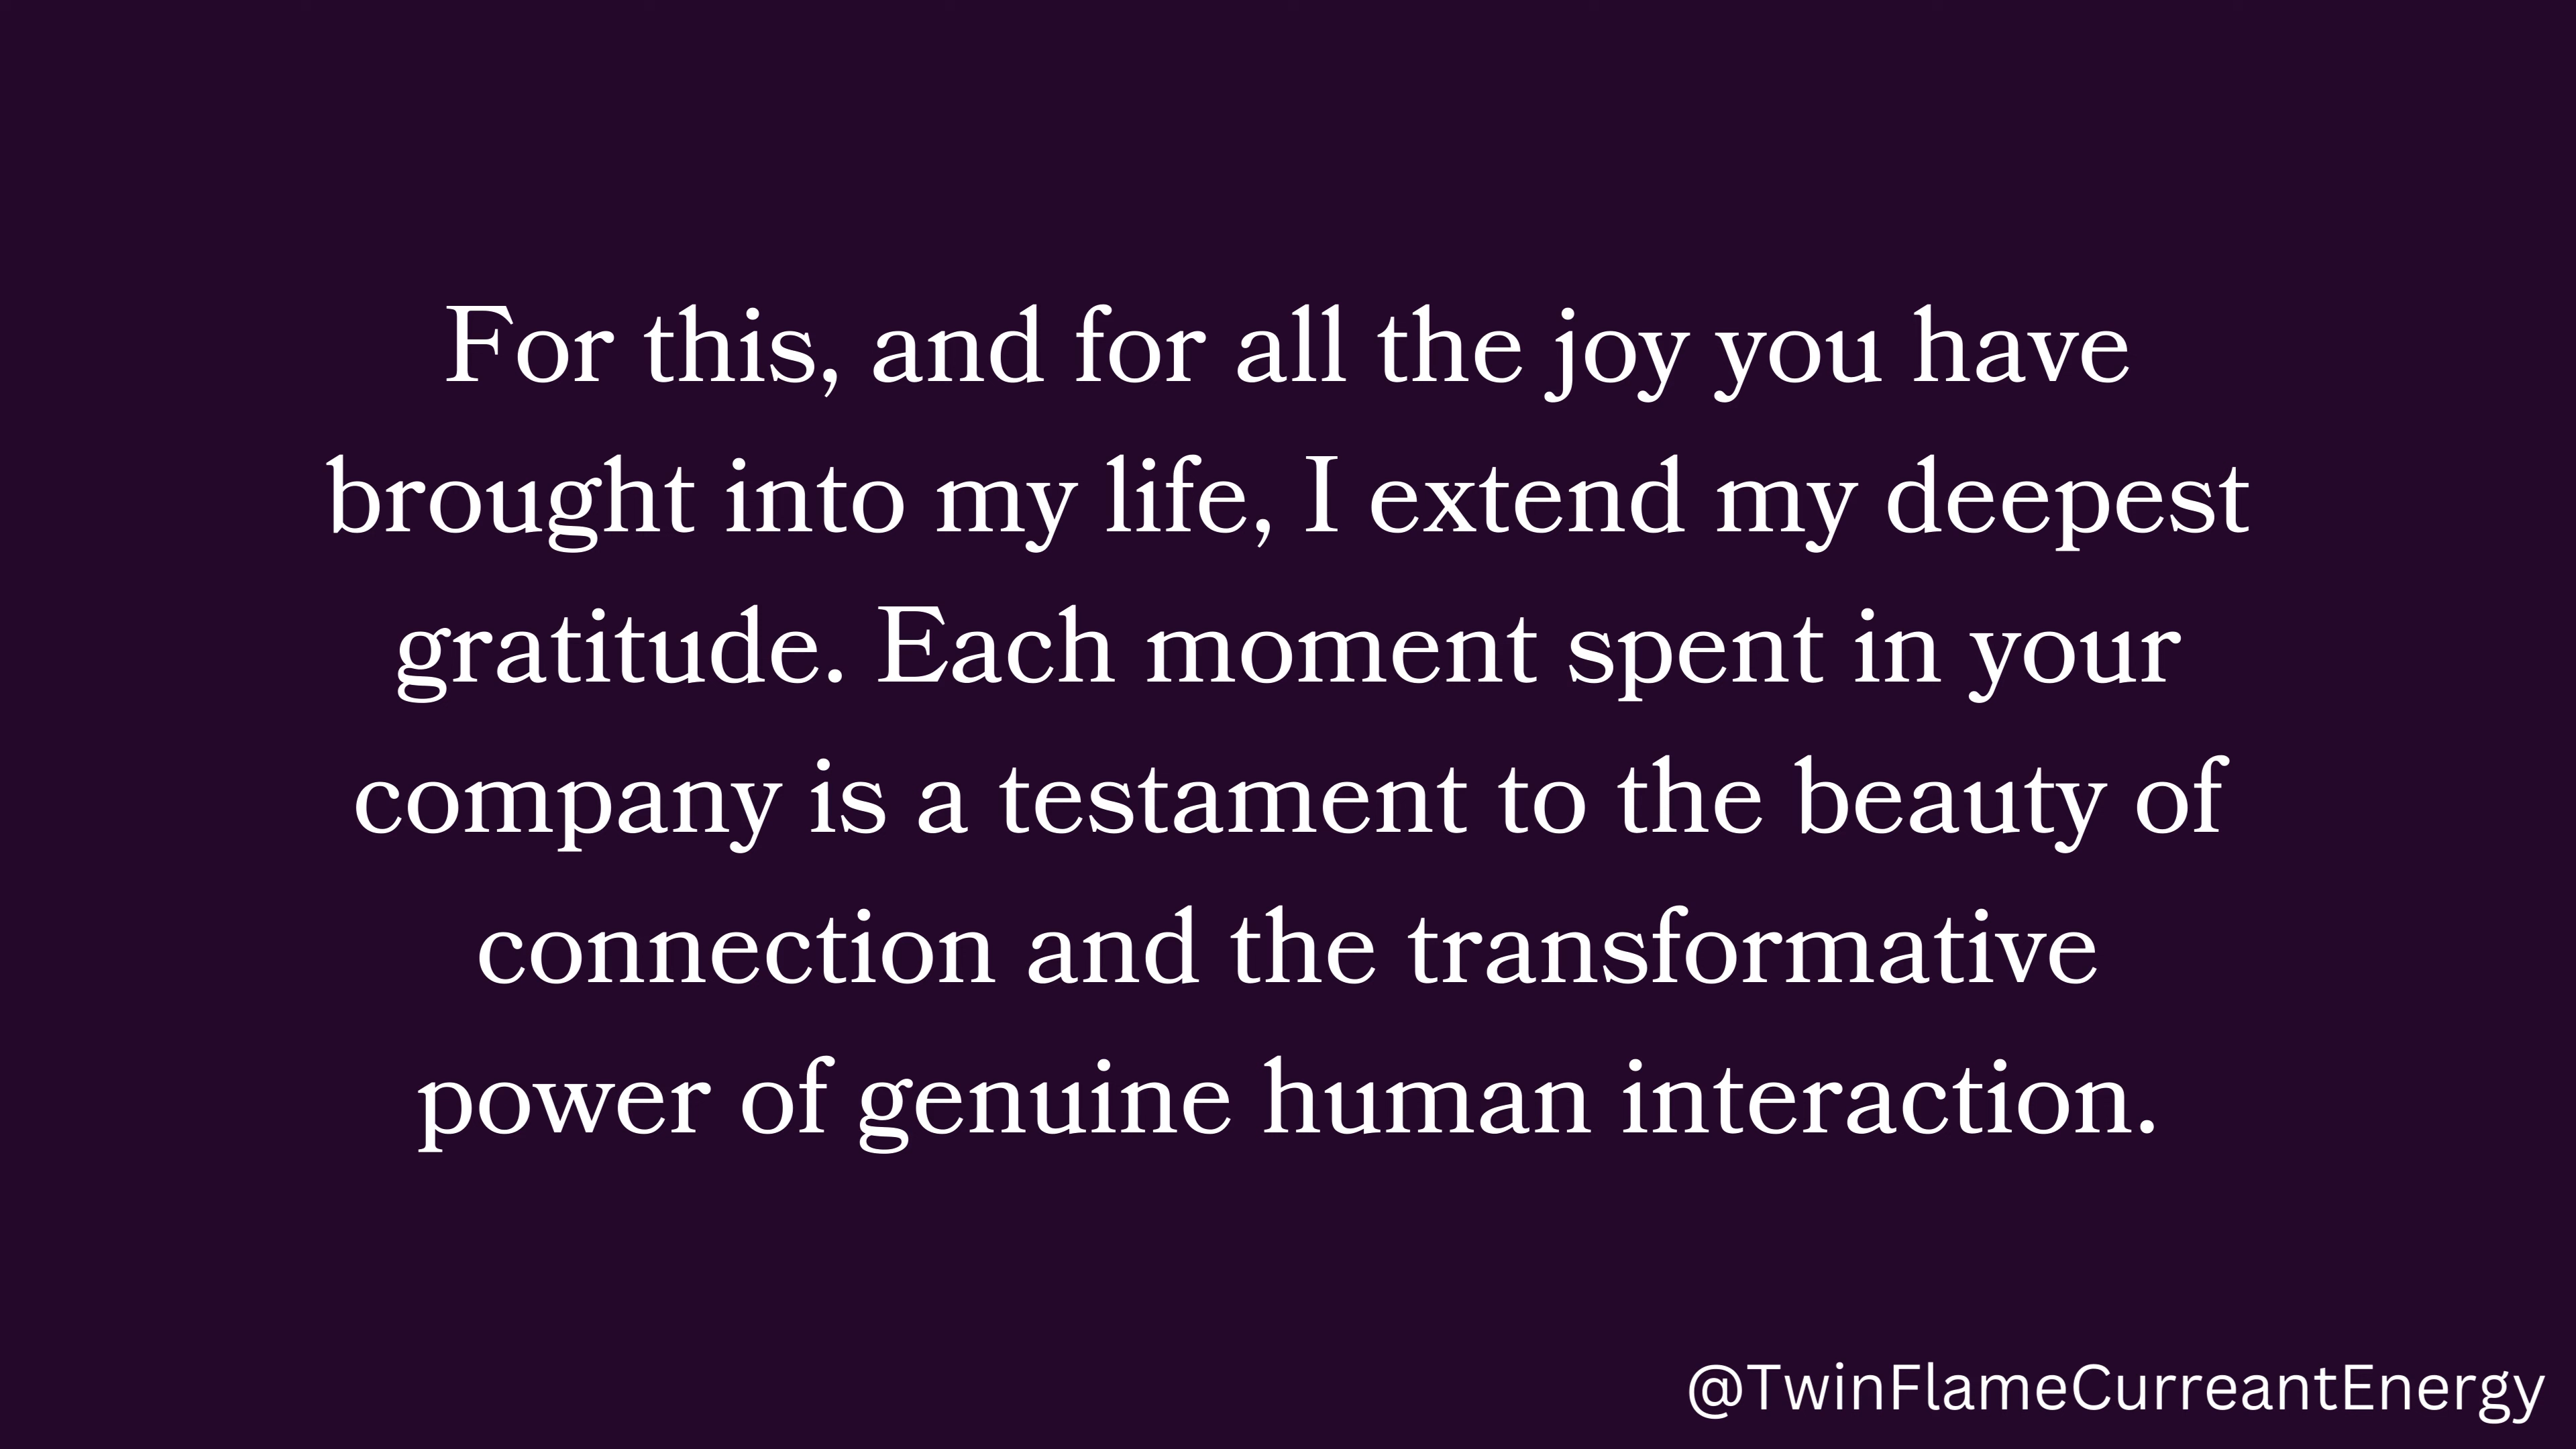 For this, and for all the joy you have
brought into my life, I extend my deepest
gratitude. Each moment spent in your
company is a testament to the beauty of
connection and the transformative
power of genuine human interaction.
@TwinFlameCurreantEnergy